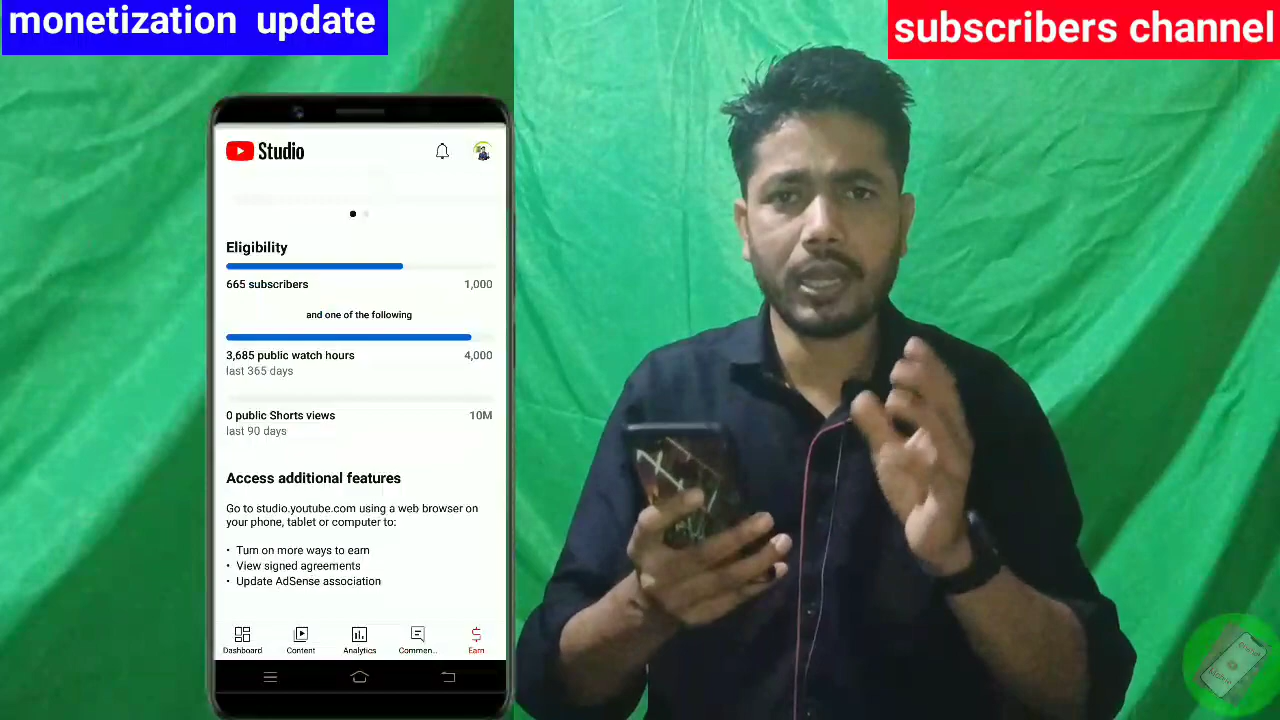 monetization update
subscribers channel
Studio
Eligibility
665 subscribers 1,000
and one of the following
3,685 public watch hours 4,000
last 365 days
0 public Shorts views 10M
last 90 days
Access additional features
Go to studio.youtube.com using a web browser on
your phone, tablet or computer to:
• Turn on more ways to earn
• View signed agreements
• Update AdSense association
Dashboard Content Analytics Commen.. Earn